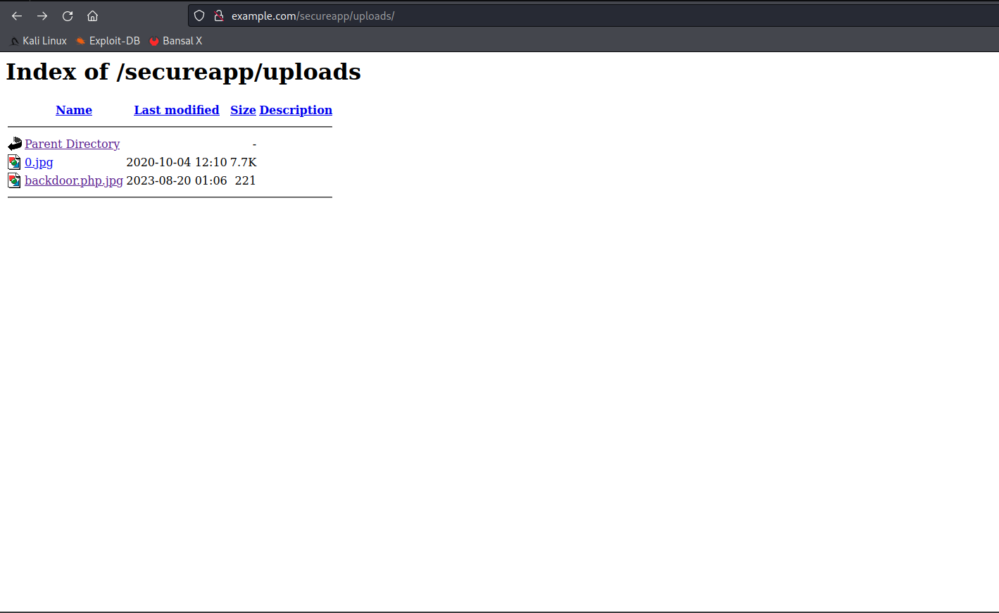 example.com/secureapp/uploads/
Kali Linux Exploit-DB Bansal X
Index of /secureapp/uploads
Name Last modified Size Description
Parent Directory -
0.jpg 2020-10-04 12:10 7.7K
backdoor.php.jpg 2023-08-20 01:06 221